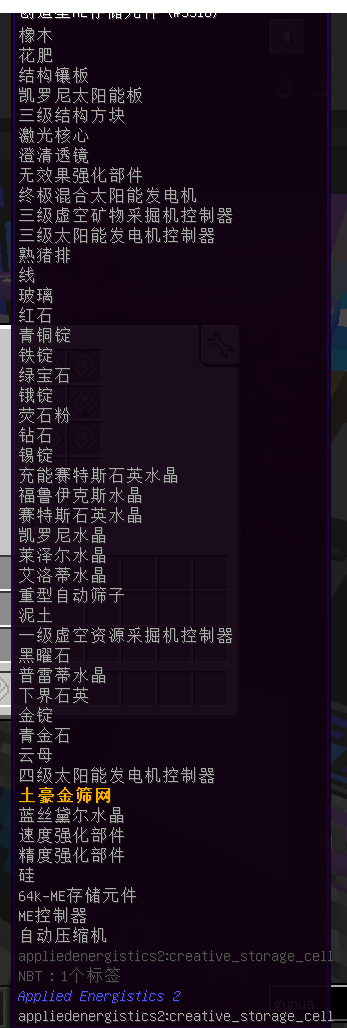 创造型ME存储元件 (#5516)
橡木
花肥
结构镶板
凯罗尼太阳能板
三级结构方块
激光核心
澄清透镜
无效果强化部件
终极混合太阳能发电机
三级虚空矿物采掘机控制器
三级太阳能发电机控制器
熟猪排
线
玻璃
红石
青铜锭
铁锭
绿宝石
锇锭
荧石粉
钻石
锡锭
充能赛特斯石英水晶
福鲁伊克斯水晶
赛特斯石英水晶
凯罗尼水晶
莱泽尔水晶
艾洛蒂水晶
重型自动筛子
泥土
一级虚空资源采掘机控制器
黑曜石
普雷蒂水晶
下界石英
金锭
青金石
云母
四级太阳能发电机控制器
土豪金筛网
蓝丝黛尔水晶
速度强化部件
精度强化部件
硅
64k-ME存储元件
ME控制器
自动压缩机
appliedenergistics2:creative_storage_cell
NBT：1个标签
Applied Energistics 2
appliedenergistics2:creative_storage_cell
guhua